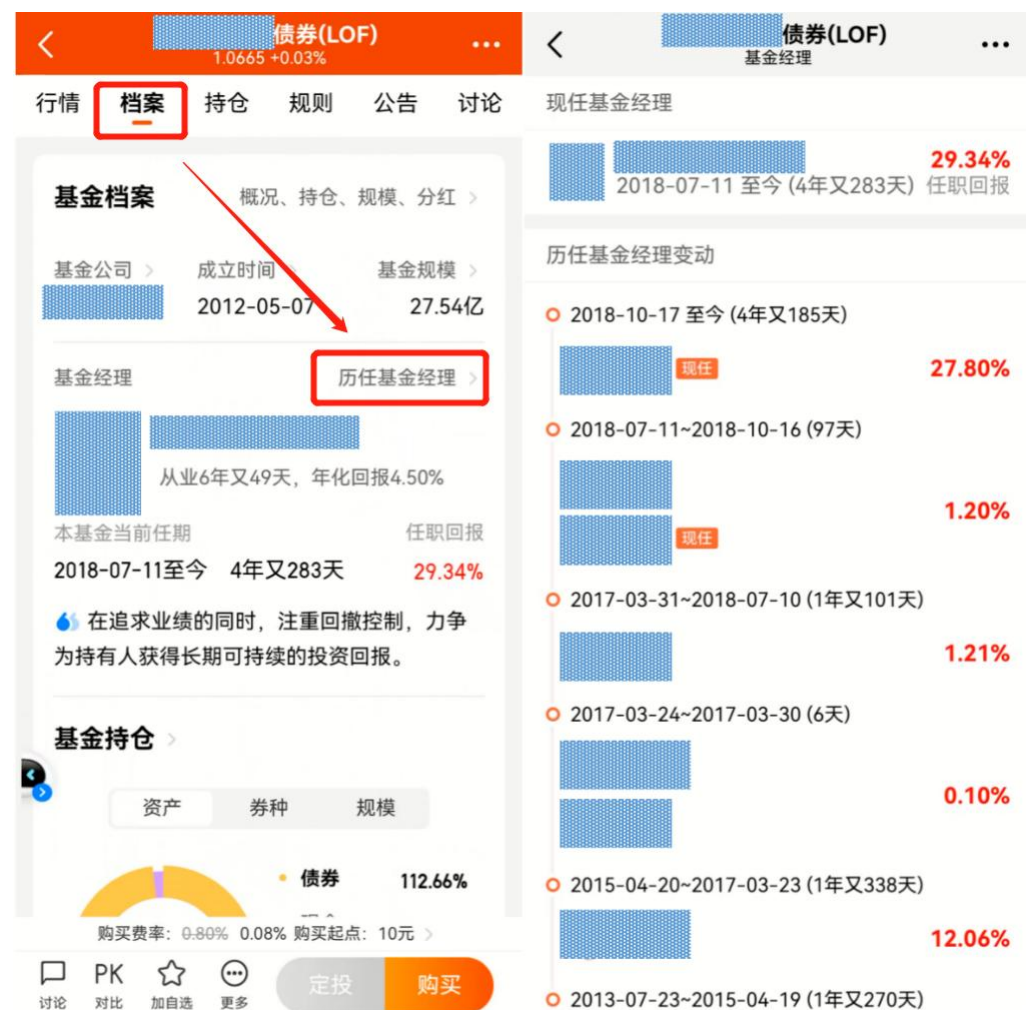 债券(LOF)
1.0665 +0.03%
行情 档案 持仓 规则 公告 讨论
基金档案 概况、持仓、规模、分红
基金公司 成立时间 基金规模
2012-05-07 27.54亿
基金经理 历任基金经理
从业6年又49天，年化回报4.50%
本基金当前任期 任职回报
2018-07-11至今 4年又283天 29.34%
在追求业绩的同时，注重回撤控制，力争
为持有人获得长期可持续的投资回报。
基金持仓
资产 券种 规模
债券 112.66%
购买费率：0.80% 0.08% 购买起点：10元
讨论 PK 对比 加自选 更多 定投 购买
债券(LOF)
基金经理
现任基金经理
29.34%
2018-07-11 至今 (4年又283天) 任职回报
历任基金经理变动
2018-10-17 至今 (4年又185天)
现任 27.80%
2018-07-11~2018-10-16 (97天)
1.20%
现任
2017-03-31~2018-07-10 (1年又101天)
1.21%
2017-03-24~2017-03-30 (6天)
0.10%
2015-04-20~2017-03-23 (1年又338天)
12.06%
2013-07-23~2015-04-19 (1年又270天)